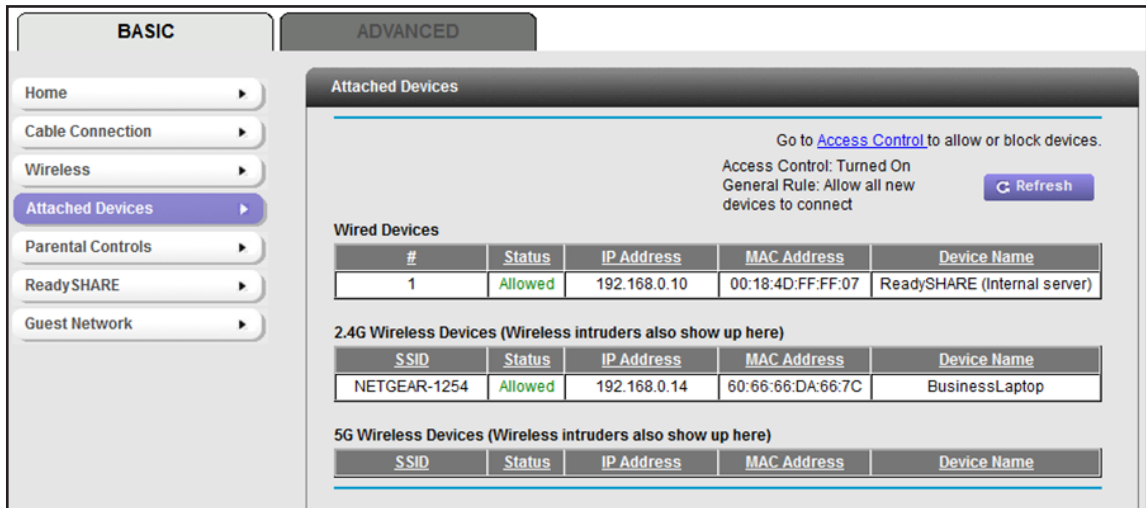 BASIC
ADVANCED
Home
Cable Connection
Wireless
Attached Devices
Parental Controls
ReadySHARE
Guest Network
Attached Devices
Go to Access Control to allow or block devices.
Access Control: Turned On
General Rule: Allow all new
devices to connect
Refresh
Wired Devices
# Status IP Address MAC Address Device Name
1 Allowed 192.168.0.10 00:18:4D:FF:FF:07 ReadySHARE (Internal server)
2.4G Wireless Devices (Wireless intruders also show up here)
SSID Status IP Address MAC Address Device Name
NETGEAR-1254 Allowed 192.168.0.14 60:66:66:DA:66:7C BusinessLaptop
5G Wireless Devices (Wireless intruders also show up here)
SSID Status IP Address MAC Address Device Name